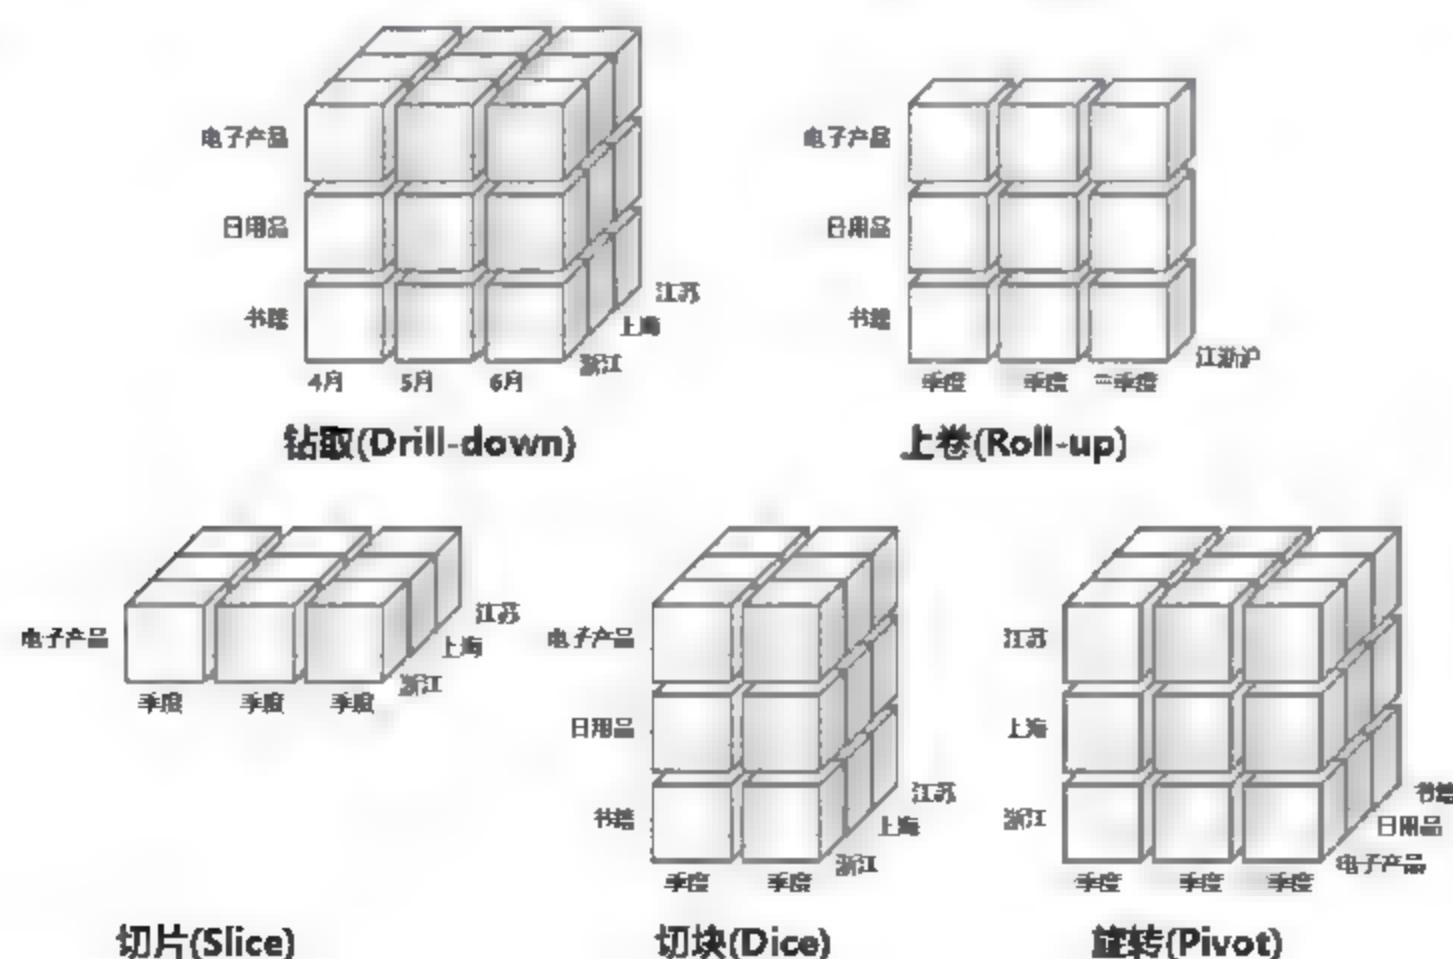 电子产品
日用品
书籍
江苏
上海
浙江
4月 5月 6月
钻取(Drill-down)
电子产品
日用品
书籍
江浙沪
季度 季度 季度
上卷(Roll-up)
电子产品
江苏
上海
浙江
季度 季度 季度
切片(Slice)
电子产品
日用品
书籍
江苏
上海
浙江
季度 季度
切块(Dice)
江苏
上海
浙江
书籍
日用品
电子产品
季度 季度 季度
旋转(Pivot)